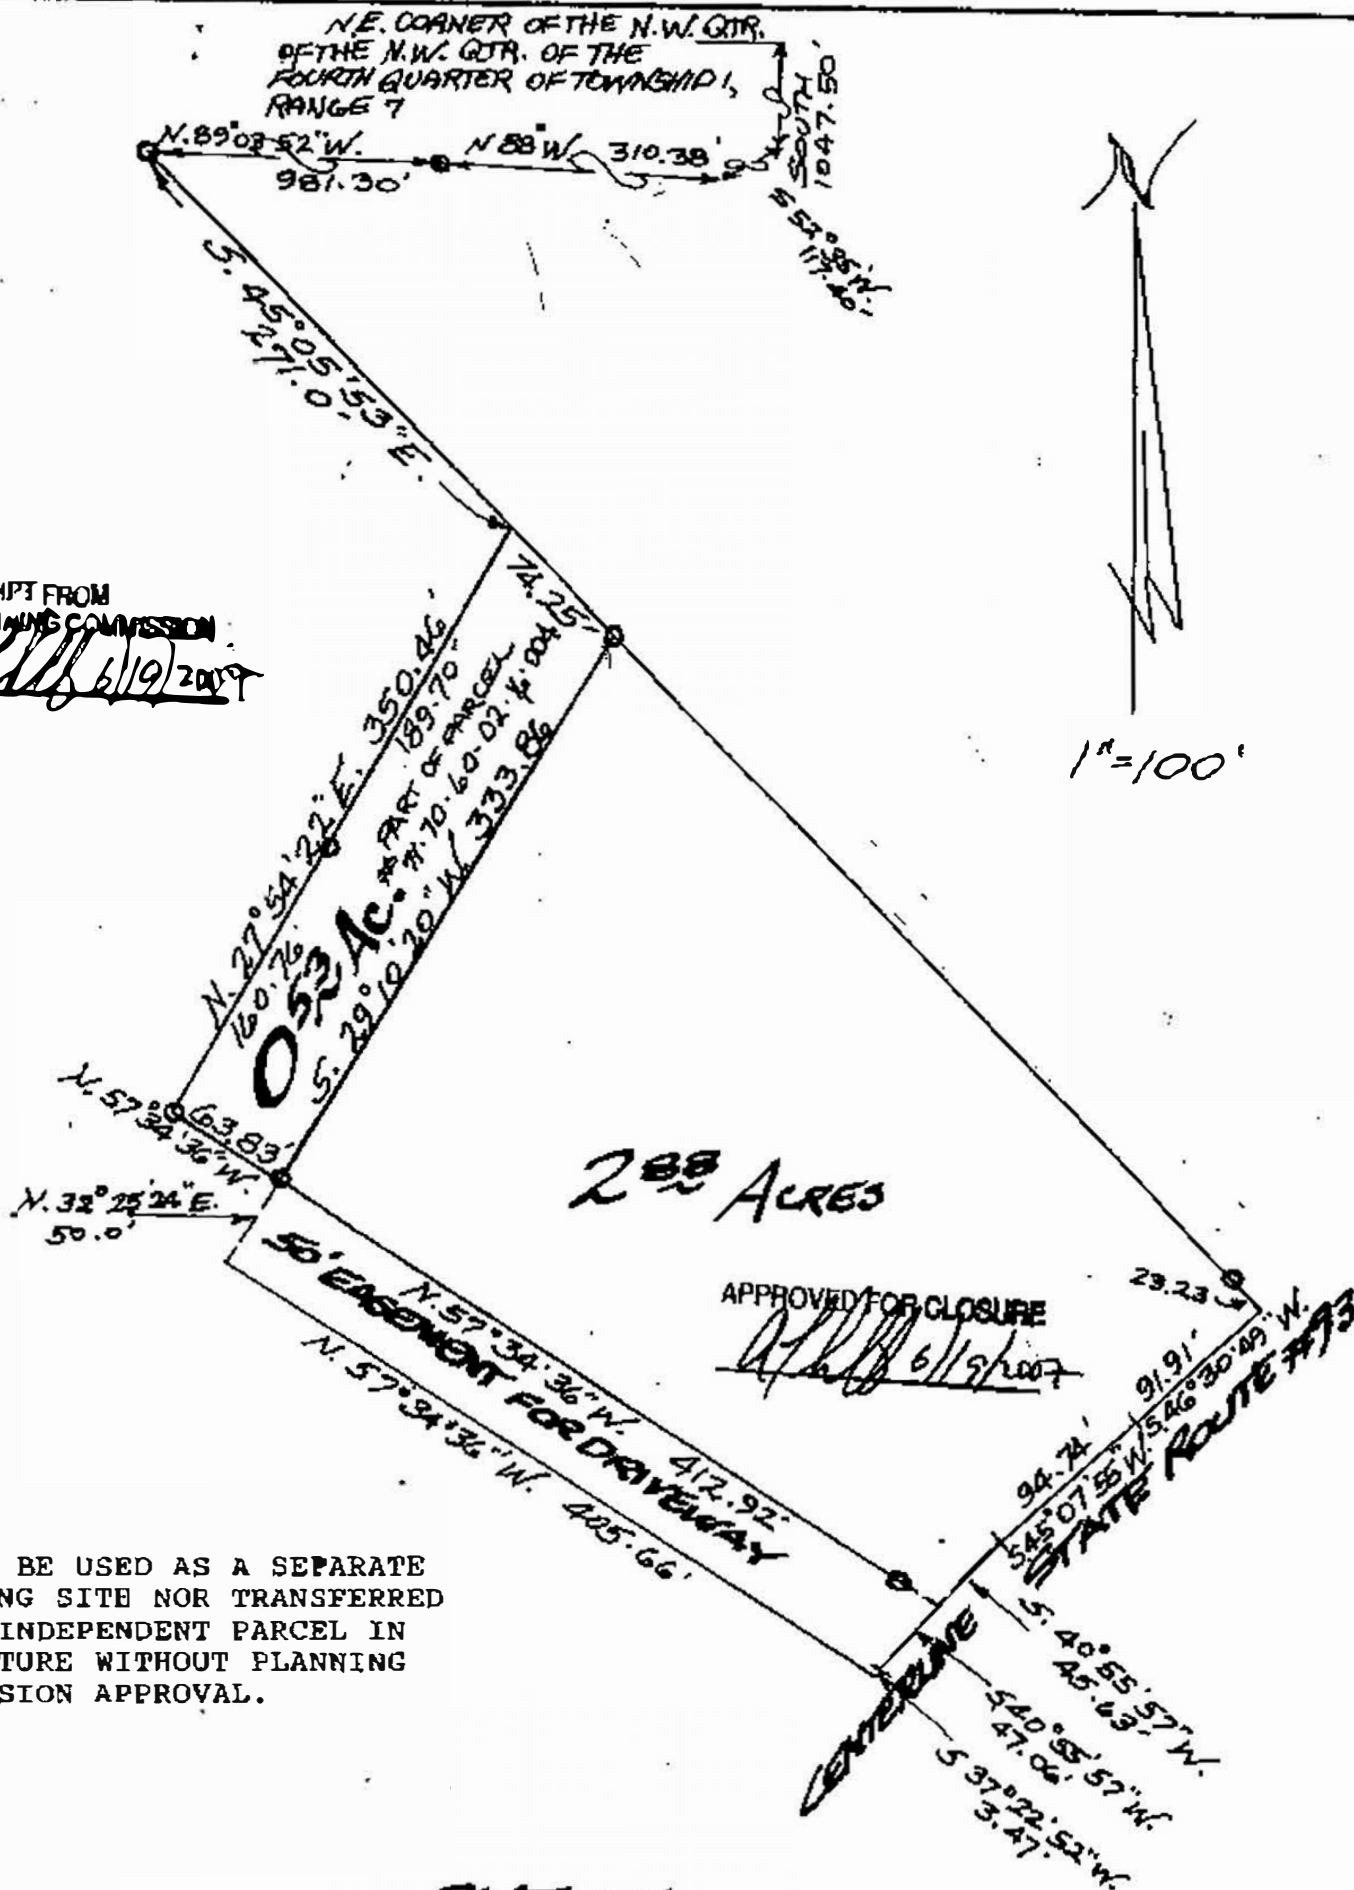 N.E. CORNER OF THE N.W. QTR.
OF THE N.W. QTR. OF THE
FOURTH QUARTER OF TOWNSHIP 1,
RANGE 7
SOUTH
1047.50'
N. 89°03'52" W.
981.30'
N 88° W 310.38'
S 52°35' W.
117.40'
S. 45°05'53" E.
271.0'
74.25'
1"=100'
FROM
COMMISSION
N. 27°54'22" E. 350.46'
189.70'
160.76'
PART OF PARCEL
0.53 AC.
S. 29°10'20" W. 333.86
N. 57°34'36" W.
63.83'
N. 32°25'24" E.
50.0'
2.88 ACRES
50' EASEMENT FOR DRIVEWAY
N. 57°34'36" W. 412.92'
N. 57°34'36" W. 405.66'
APPROVED FOR CLOSURE
6/19/2007
23.23
91.91'
S 46°30'49" W.
94.74'
S 45°07'55" W.
STATE ROUTE #93
CENTERLINE
S. 40°55'57" W.
45.63'
S 40°55'57" W.
47.06'
S 37°22'52" W.
3.47'
BE USED AS A SEPARATE
NG SITE NOR TRANSFERRED
INDEPENDENT PARCEL IN
TURE WITHOUT PLANNING
SION APPROVAL.